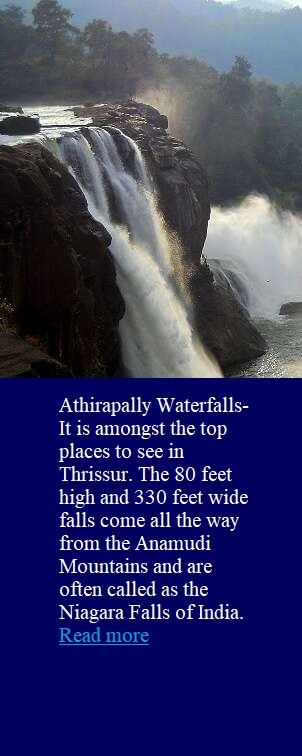 Athirapally Waterfalls-
It is amongst the top
places to see in
Thrissur. The 80 feet
high and 330 feet wide
falls come all the way
from the Anamudi
Mountains and are
often called as the
Niagara Falls of India.
Read more